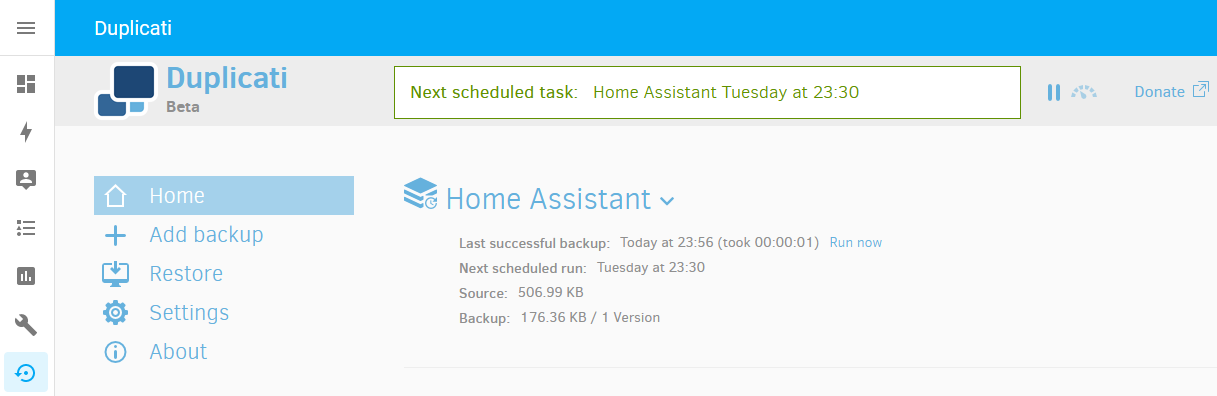 Duplicati
Duplicati
Beta
Next scheduled task: Home Assistant Tuesday at 23:30
Donate
Home
Add backup
Restore
Settings
About
Home Assistant
Last successful backup: Today at 23:56 (took 00:00:01) Run now
Next scheduled run: Tuesday at 23:30
Source: 506.99 KB
Backup: 176.36 KB / 1 Version